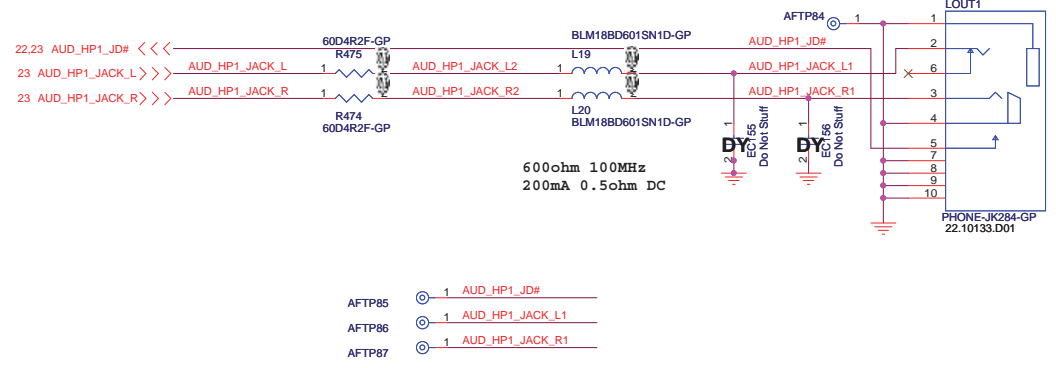 LOUT1
AFTP84 1 1
60D4R2F-GP BLM18BD601SN1D-GP
22,23 AUD_HP1_JD# R475 L19 AUD_HP1_JD# 2
23 AUD_HP1_JACK_L AUD_HP1_JACK_L 1 AUD_HP1_JACK_L2 1 AUD_HP1_JACK_L1 6
23 AUD_HP1_JACK_R AUD_HP1_JACK_R 1 AUD_HP1_JACK_R2 1 AUD_HP1_JACK_R1 3
R474 L20
60D4R2F-GP BLM18BD601SN1D-GP
4
1 1
DY EC155 Do Not Stuff DY EC156 Do Not Stuff
2 2
5
7
8
9
10
600ohm 100MHz
200mA 0.5ohm DC
PHONE-JK284-GP
22.10133.D01
AFTP85 1 AUD_HP1_JD#
AFTP86 1 AUD_HP1_JACK_L1
AFTP87 1 AUD_HP1_JACK_R1